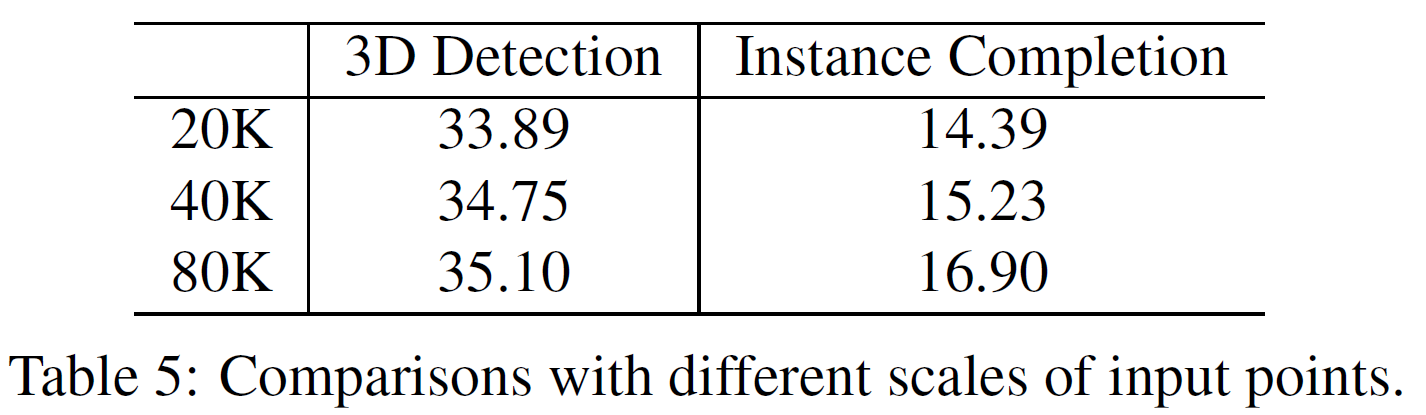 3D Detection Instance Completion
20K 33.89 14.39
40K 34.75 15.23
80K 35.10 16.90
Table 5: Comparisons with different scales of input points.